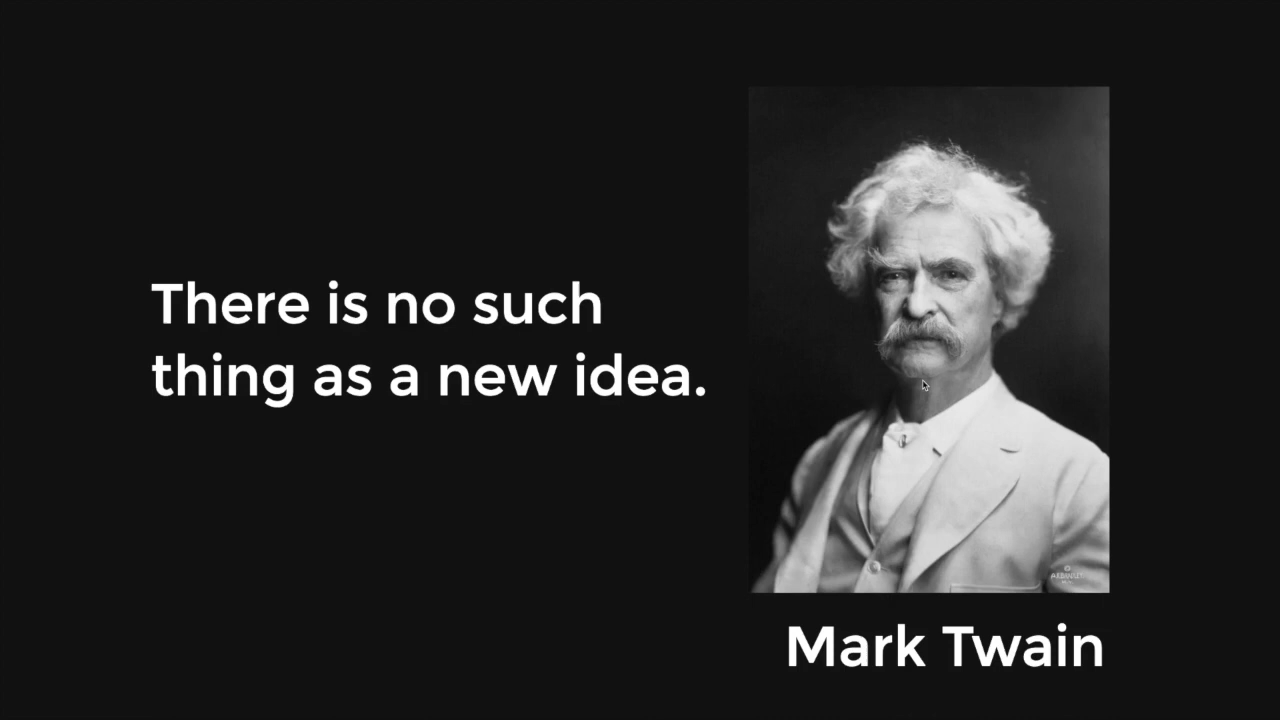 There is no such
thing as a new idea.
Mark Twain